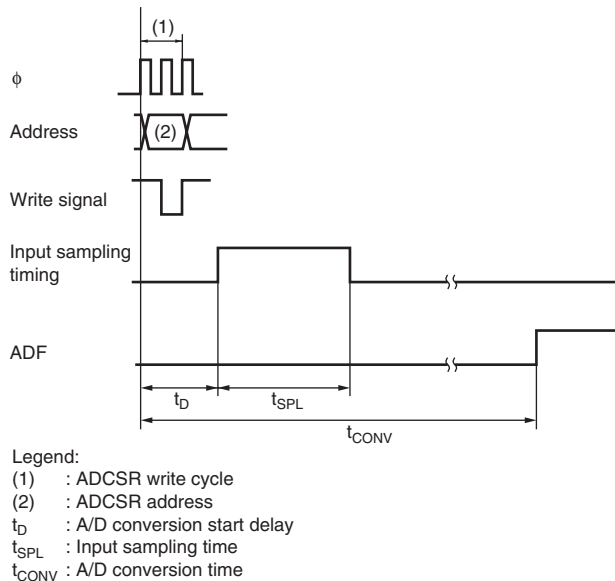 (1)
ϕ
Address
(2)
Write signal
Input sampling
timing
ADF
tD
tSPL
tCONV
Legend:
(1) : ADCSR write cycle
(2) : ADCSR address
tD : A/D conversion start delay
tSPL : Input sampling time
tCONV : A/D conversion time